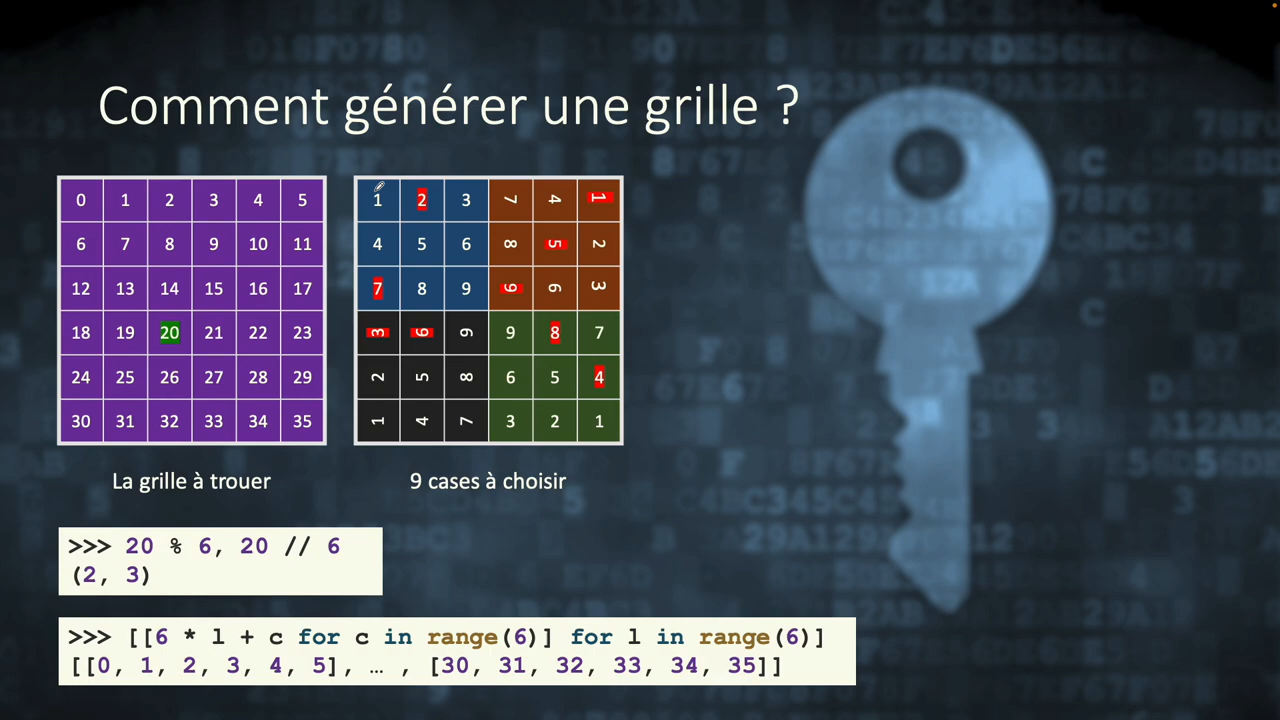 Comment générer une grille ?
0 1 2 3 4 5
6 7 8 9 10 11
12 13 14 15 16 17
18 19 20 21 22 23
24 25 26 27 28 29
30 31 32 33 34 35
La grille à trouer
1 2 3 7 4 1
4 5 6 8 5 2
7 8 9 9 6 3
3 6 9 9 8 7
2 5 8 6 5 4
1 4 7 3 2 1
9 cases à choisir
>>> 20 % 6, 20 // 6
(2, 3)
>>> [[6 * l + c for c in range(6)] for l in range(6)]
[[0, 1, 2, 3, 4, 5], … , [30, 31, 32, 33, 34, 35]]